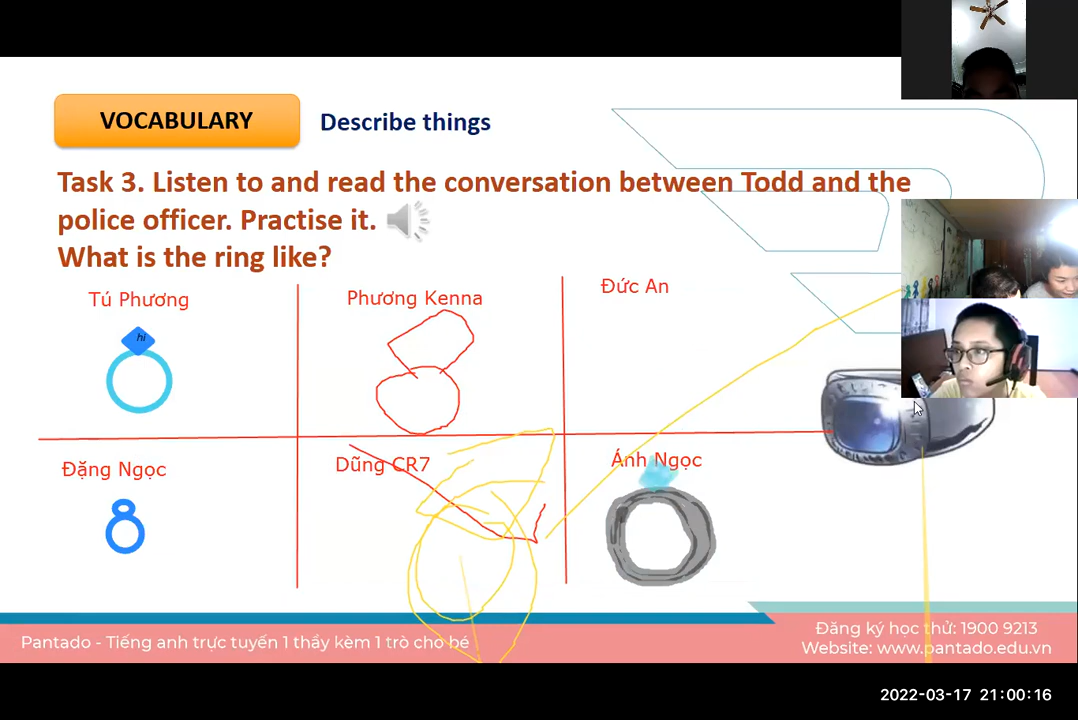 VOCABULARY
Describe things
Task 3. Listen to and read the conversation between Todd and the
police officer. Practise it.
What is the ring like?
Tú Phương
Phương Kenna
Đức An
hi
Đặng Ngọc
Dũng CR7
Ánh Ngọc
Pantado - Tiếng anh trực tuyến 1 thầy kèm 1 trò cho bé
Đăng ký học thử: 1900 9213
Website: www.pantado.edu.vn
2022-03-17 21:00:16